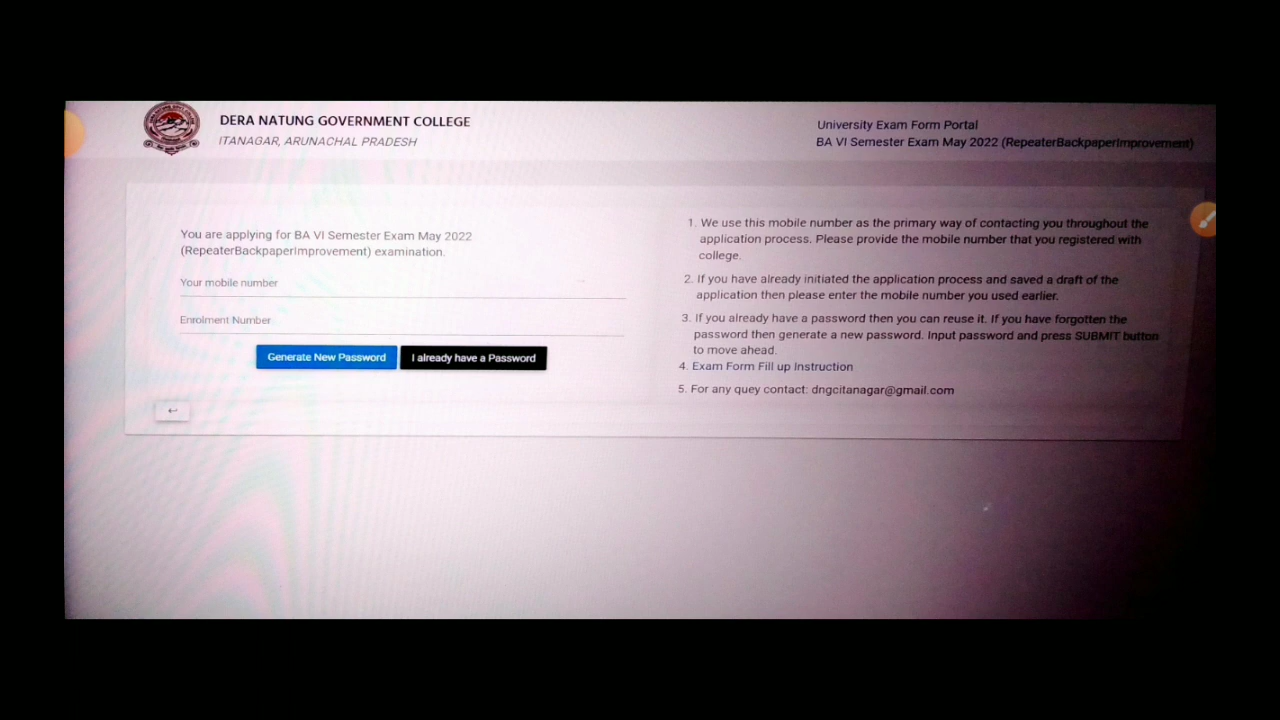 DERA NATUNG GOVERNMENT COLLEGE
ITANAGAR, ARUNACHAL PRADESH
University Exam Form Portal
BA VI Semester Exam May 2022 (RepeaterBackpaperImprovement)
You are applying for BA VI Semester Exam May 2022
(RepeaterBackpaperImprovement) examination.
Your mobile number
Enrolment Number
Generate New Password
I already have a Password
1. We use this mobile number as the primary way of contacting you throughout the
application process. Please provide the mobile number that you registered with
college.
2. If you have already initiated the application process and saved a draft of the
application then please enter the mobile number you used earlier.
3. If you already have a password then you can reuse it. If you have forgotten the
password then generate a new password. Input password and press SUBMIT button
to move ahead.
4. Exam Form Fill up Instruction
5. For any quey contact: dngcitanagar@gmail.com